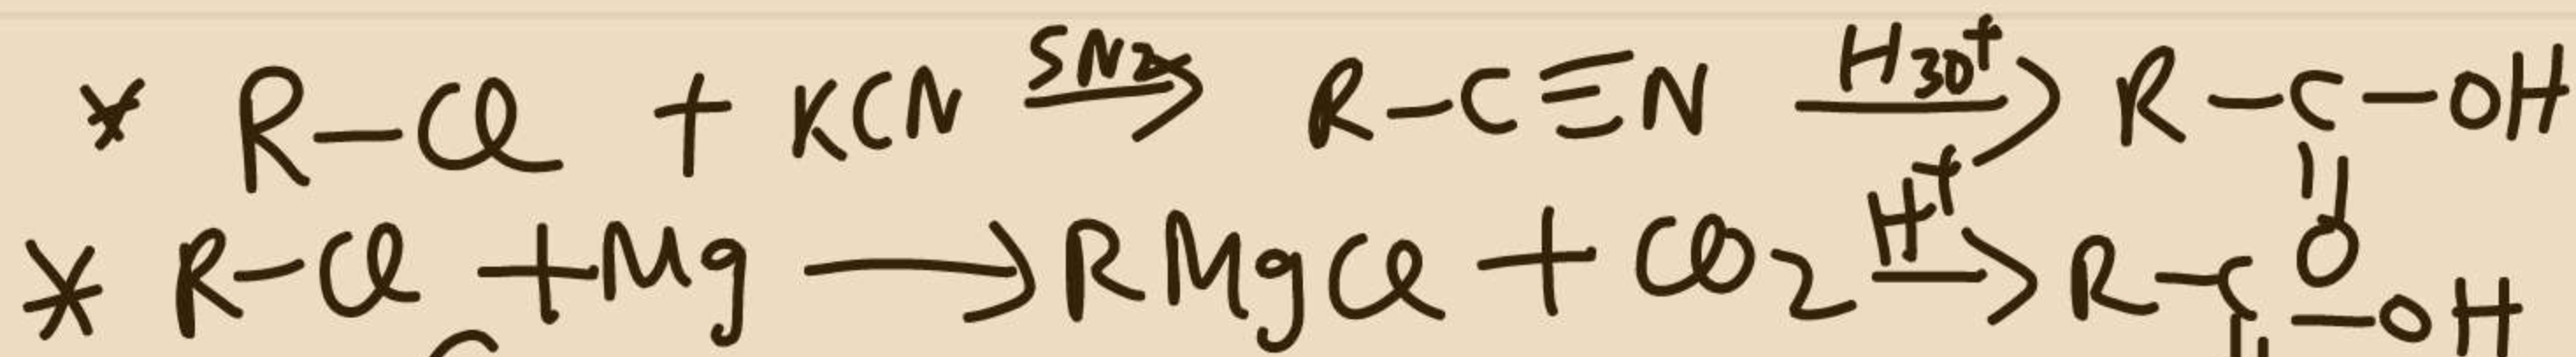 * R-Cl + KCN SN2→ R-C≡N H3O+→ R-C-OH
||
O
* R-Cl + Mg → RMgCl + CO2 H+→ R-C-OH
||